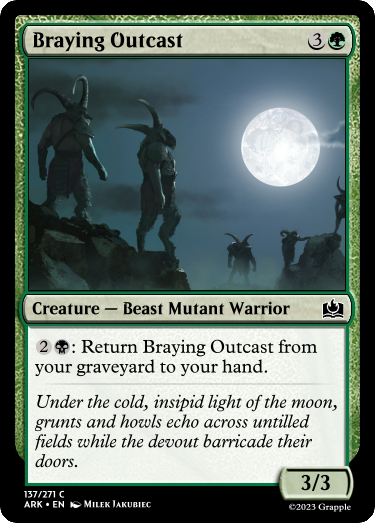 Braying Outcast 3
Creature — Beast Mutant Warrior
2: Return Braying Outcast from
your graveyard to your hand.
Under the cold, insipid light of the moon,
grunts and howls echo across untilled
fields while the devout barricade their
doors.
3/3
137/271 C
ARK • EN Milek Jakubiec
©2023 Grapple